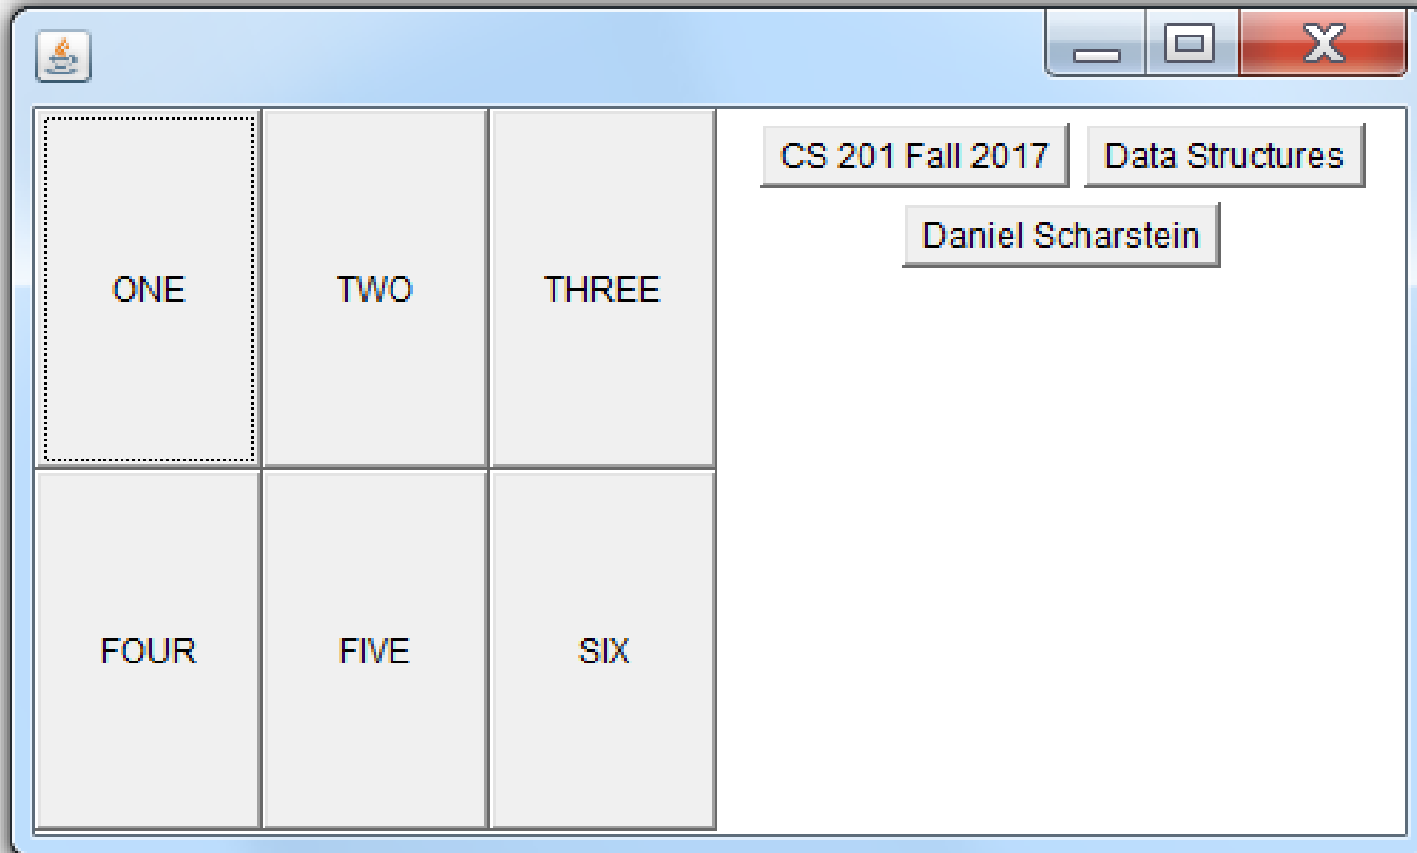 ONE
TWO
THREE
FOUR
FIVE
SIX
CS 201 Fall 2017
Data Structures
Daniel Scharstein